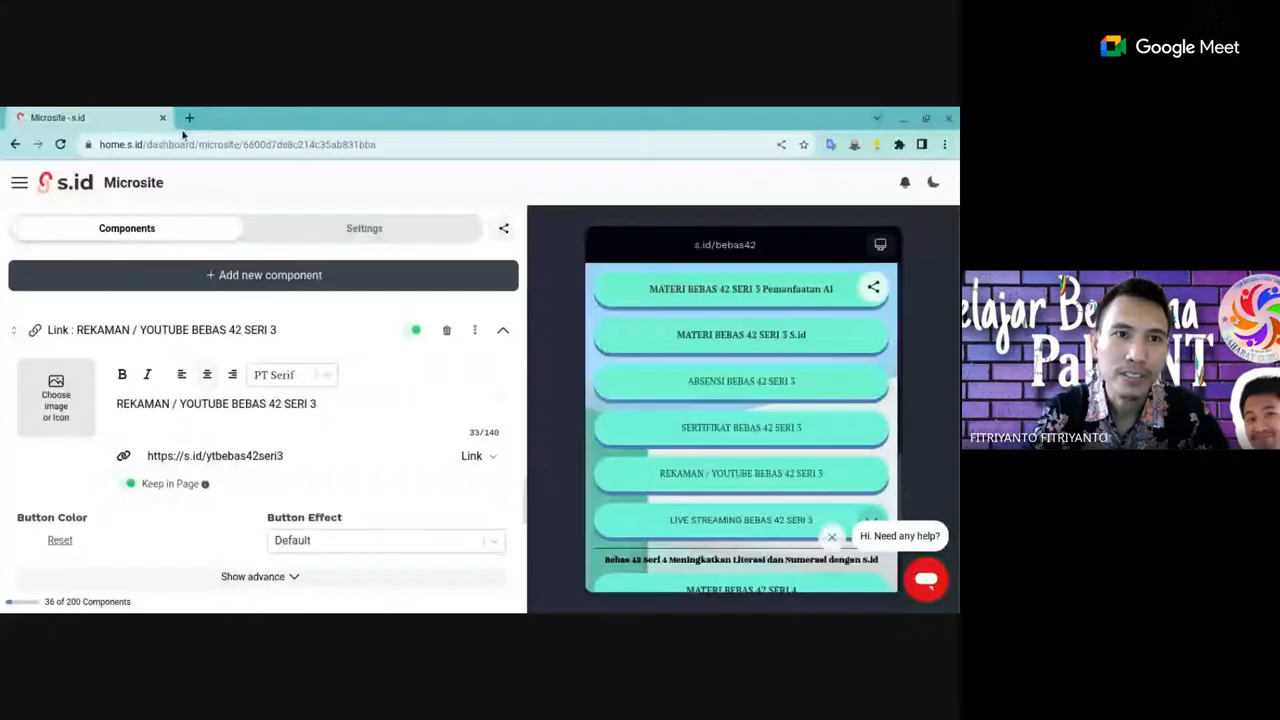 Google Meet
Microsite - s.id
home.s.id/dashboard/microsite/6600d7de8c214c35ab831bba
s.id Microsite
Components
Settings
+ Add new component
Link : REKAMAN / YOUTUBE BEBAS 42 SERI 3
Choose
image
or Icon
B I
PT Serif
REKAMAN / YOUTUBE BEBAS 42 SERI 3
33/140
https://s.id/ytbebas42seri3
Link
Keep in Page
Button Color
Button Effect
Reset
Default
Show advance
36 of 200 Components
s.id/bebas42
MATERI BEBAS 42 SERI 3 Pemanfaatan AI
MATERI BEBAS 42 SERI 3 S.id
ABSENSI BEBAS 42 SERI 3
SERTIFIKAT BEBAS 42 SERI 3
REKAMAN / YOUTUBE BEBAS 42 SERI 3
LIVE STREAMING BEBAS 42 SERI 3
Hi. Need any help?
Bebas 42 Seri 4 Meningkatkan Literasi dan Numerasi dengan S.id
MATERI BEBAS 42 SERI 4
FITRIYANTO FITRIYANTO